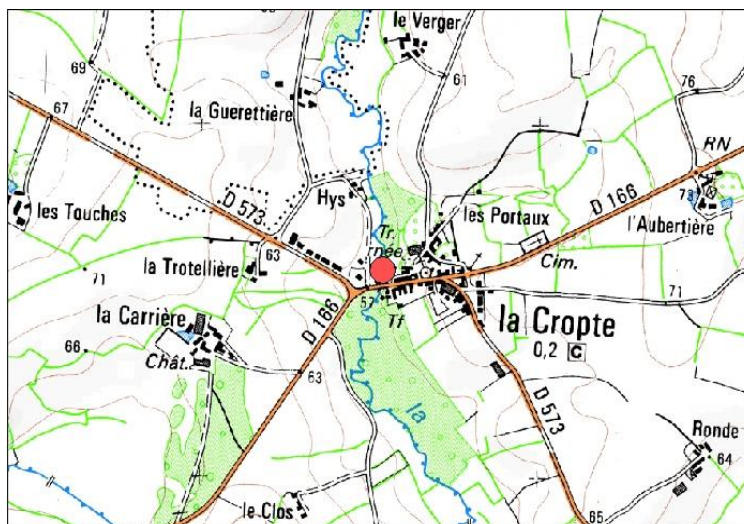 le Verger
69
61
67
la Guerettière
76
RN
Hys
les Portaux
D 166
D 573
les Touches
Tr.
née
73
l'Aubertière
63
la Trotellière
Cim.
71
57
71
la Carrière
D 166
Tf
la Cropte
0,2 C
66
Chât.
63
la
D 573
Ronde
64
le Clos
65